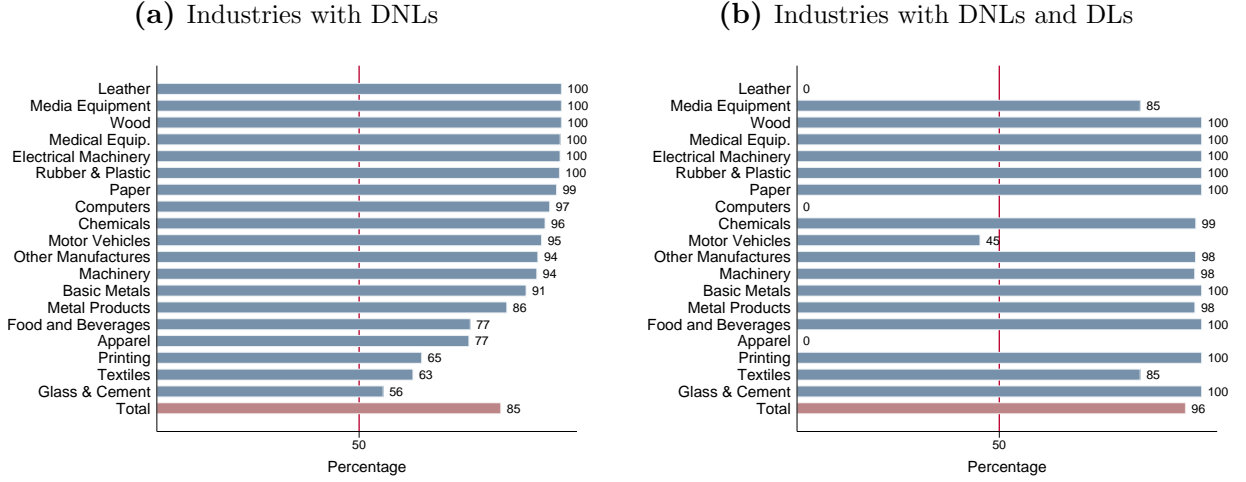 (a) Industries with DNLs
Leather 100
Media Equipment 100
Wood 100
Medical Equip. 100
Electrical Machinery 100
Rubber & Plastic 100
Paper 99
Computers 97
Chemicals 96
Motor Vehicles 95
Other Manufactures 94
Machinery 94
Basic Metals 91
Metal Products 86
Food and Beverages 77
Apparel 77
Printing 65
Textiles 63
Glass & Cement 56
Total 85
50
Percentage
(b) Industries with DNLs and DLs
Leather 0
Media Equipment 85
Wood 100
Medical Equip. 100
Electrical Machinery 100
Rubber & Plastic 100
Paper 100
Computers 0
Chemicals 99
Motor Vehicles 45
Other Manufactures 98
Machinery 98
Basic Metals 100
Metal Products 98
Food and Beverages 100
Apparel 0
Printing 100
Textiles 85
Glass & Cement 100
Total 96
50
Percentage